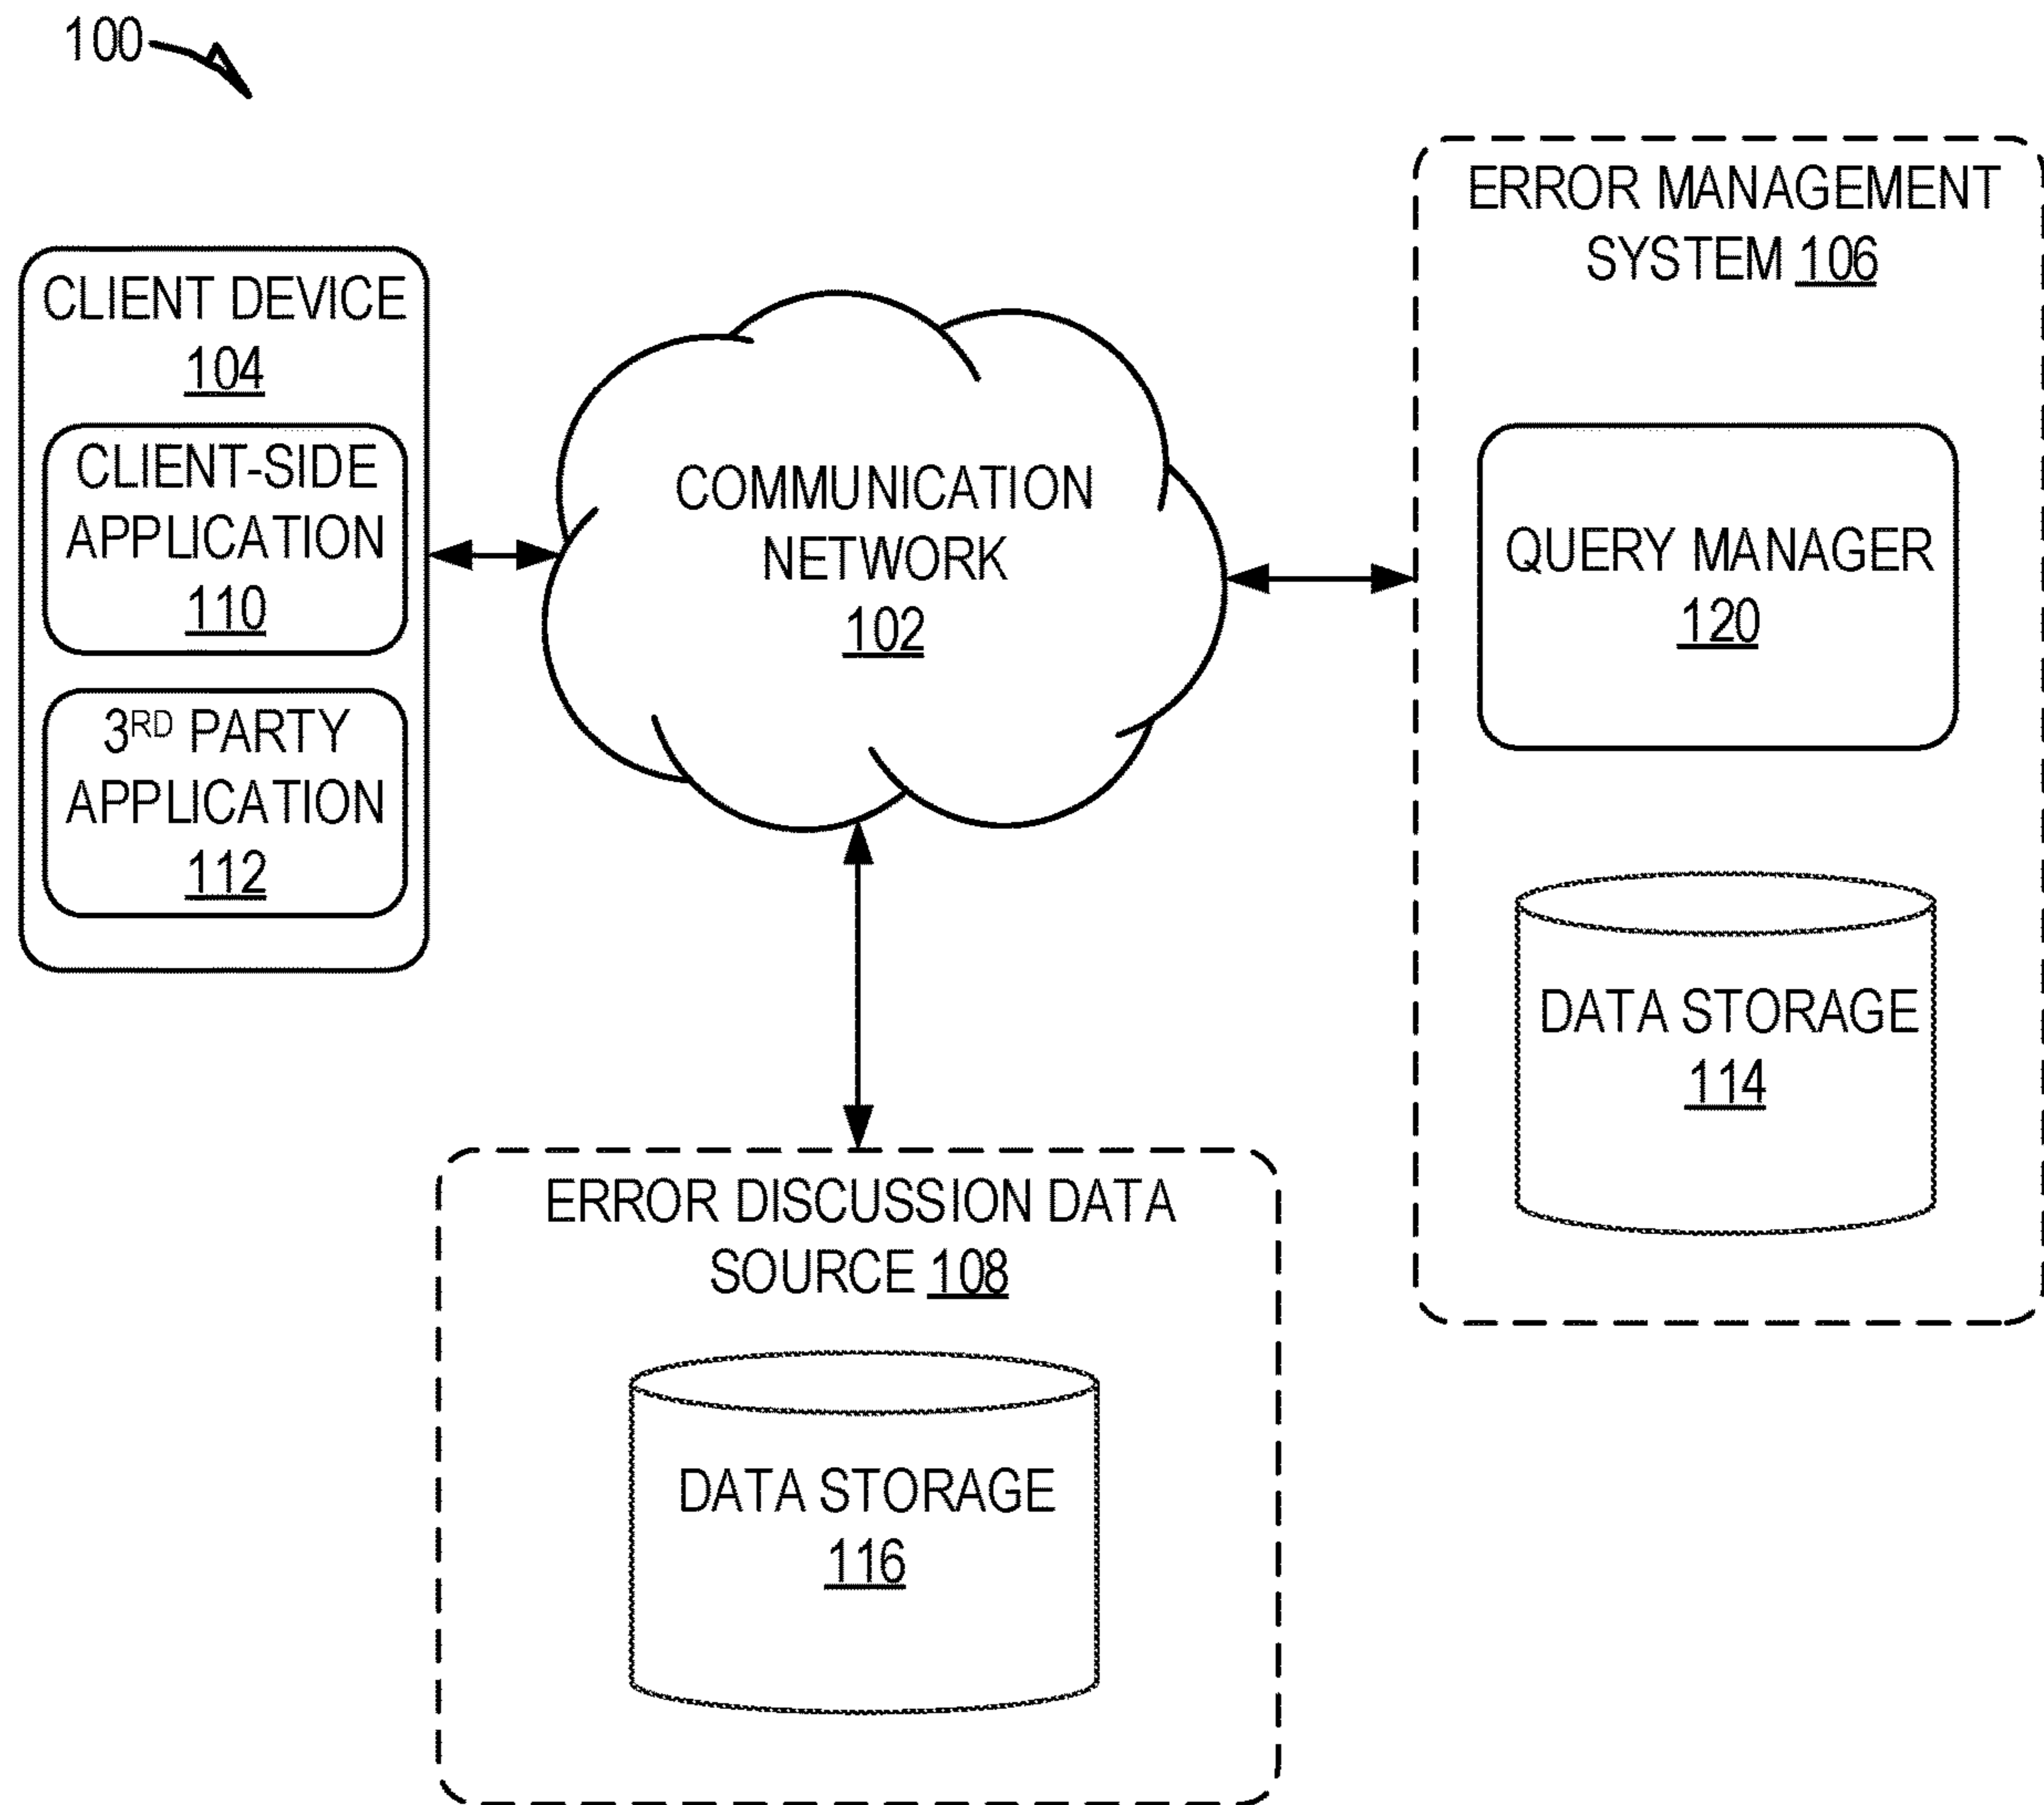 100
CLIENT DEVICE
104
CLIENT-SIDE
APPLICATION
110
3RD PARTY
APPLICATION
112
COMMUNICATION
NETWORK
102
ERROR MANAGEMENT
SYSTEM 106
QUERY MANAGER
120
DATA STORAGE
114
ERROR DISCUSSION DATA
SOURCE 108
DATA STORAGE
116